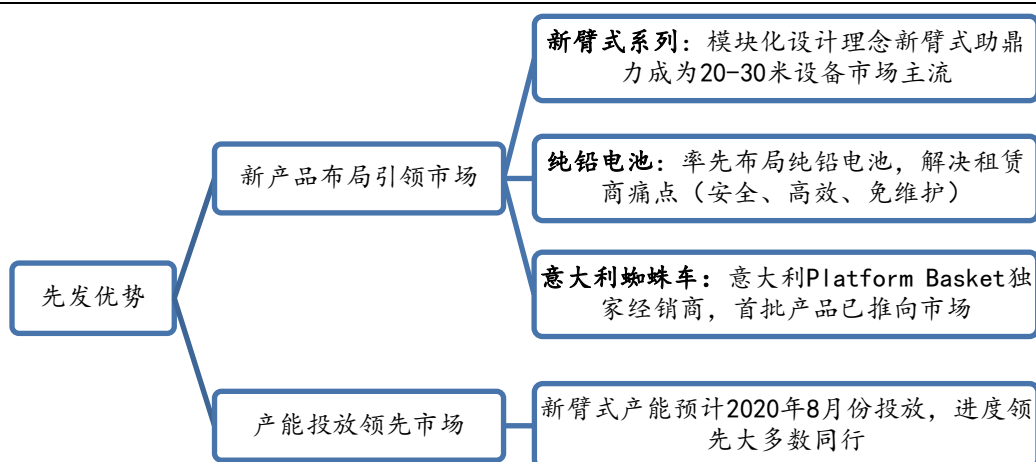 新臂式系列：模块化设计理念新臂式助鼎
力成为20-30米设备市场主流
新产品布局引领市场
纯铅电池：率先布局纯铅电池，解决租赁
商痛点（安全、高效、免维护）
先发优势
意大利蜘蛛车：意大利Platform Basket独
家经销商，首批产品已推向市场
产能投放领先市场
新臂式产能预计2020年8月份投放，进度领
先大多数同行